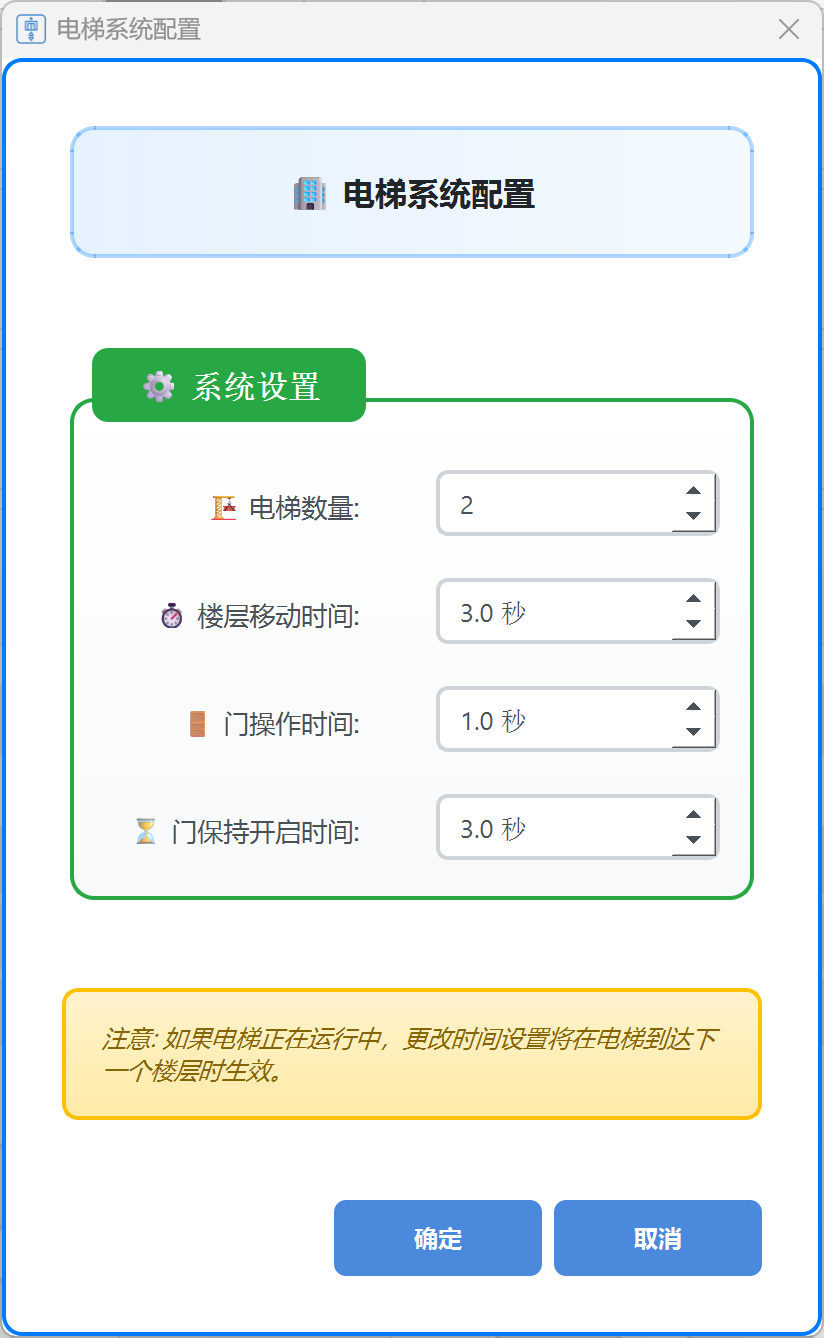 电梯系统配置
电梯系统配置
系统设置
电梯数量: 2
楼层移动时间: 3.0 秒
门操作时间: 1.0 秒
门保持开启时间: 3.0 秒
注意: 如果电梯正在运行中，更改时间设置将在电梯到达下
一个楼层时生效。
确定 取消